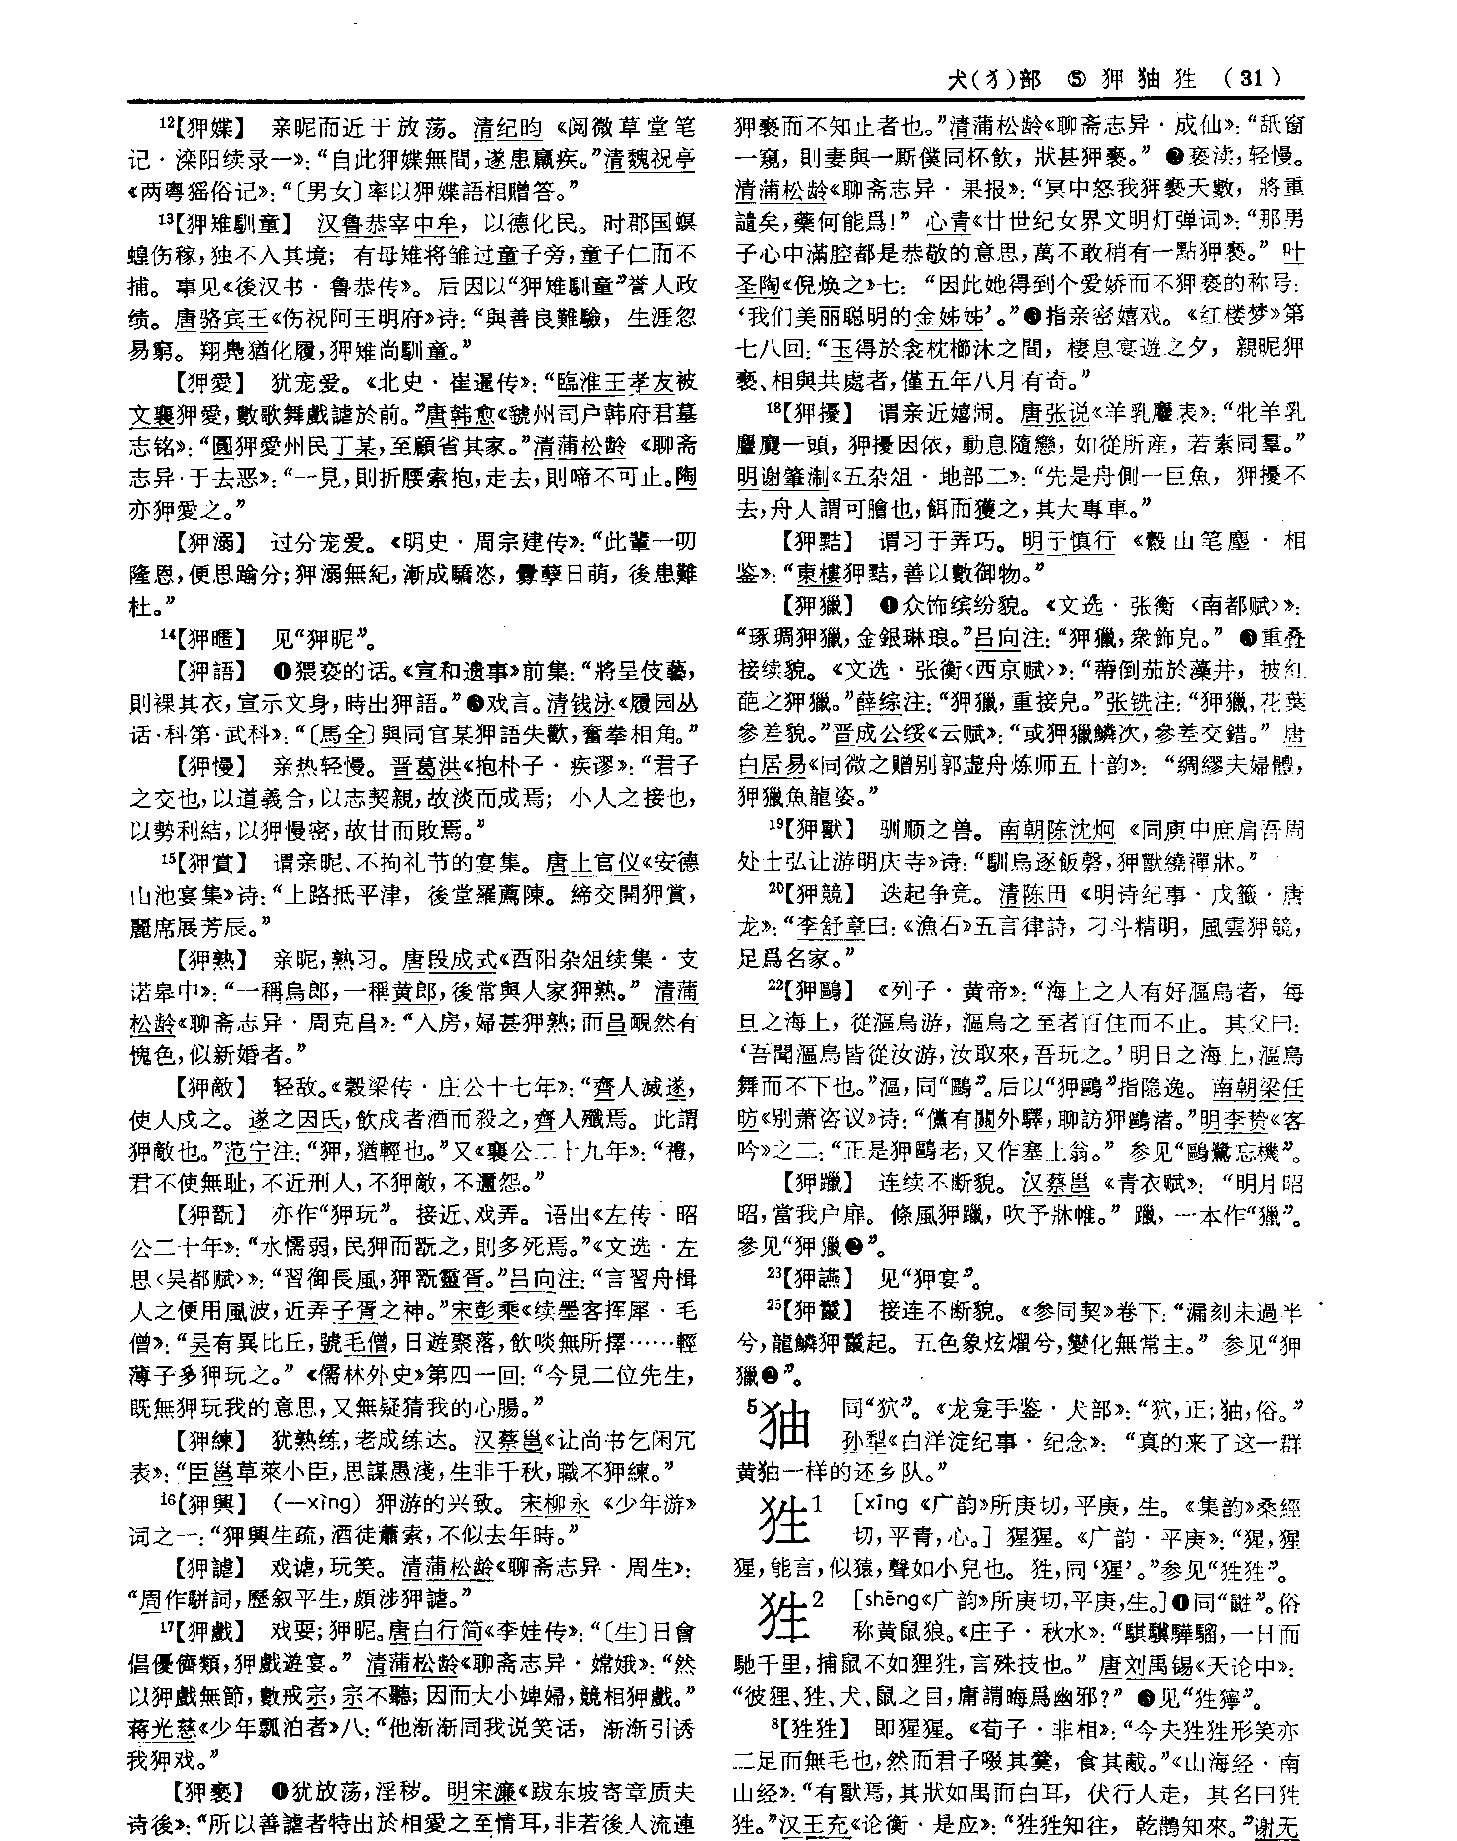 犬(犭)部 ⑤ 狎 㹨 狌 (31)
¹²【狎媟】 亲昵而近于放荡。清纪昀《阅微草堂笔
记·滦阳续录一》:“自此狎媟無間,遂患羸疾。”清魏祝亭
《两粤猺俗记》:“〔男女〕率以狎媟語相贈答。”
¹³【狎雉馴童】 汉鲁恭宰中牟,以德化民。时郡国螟
蝗伤稼,独不入其境;有母雉将雏过童子旁,童子仁而不
捕。事见《後汉书·鲁恭传》。后因以“狎雉馴童”誉人政
绩。唐骆宾王《伤祝阿王明府》诗:“與善良難驗,生涯忽
易窮。翔鳧猶化履,狎雉尚馴童。”
【狎愛】 犹宠爱。《北史·崔暹传》:“臨淮王孝友被
文襄狎愛,數歌舞戲謔於前。”唐韩愈《虢州司户韩府君墓
志铭》:“圓狎愛州民丁某,至顧省其家。”清蒲松龄《聊斋
志异·于去恶》:“一見,則折腰索抱,走去,則啼不可止。陶
亦狎愛之。”
【狎溺】 过分宠爱。《明史·周宗建传》:“此輩一叨
隆恩,便思踰分;狎溺無紀,漸成驕恣,釁孽日萌,後患難
杜。”
¹⁴【狎暱】 见“狎昵”。
【狎語】 ❶猥亵的话。《宣和遗事》前集:“將呈伎藝,
則裸其衣,宣示文身,時出狎語。”❷戏言。清钱泳《履园丛
话·科第·武科》:“〔馬全〕與同官某狎語失歡,奮拳相角。”
【狎慢】 亲热轻慢。晋葛洪《抱朴子·疾谬》:“君子
之交也,以道義合,以志契親,故淡而成焉;小人之接也,
以勢利結,以狎慢密,故甘而敗焉。”
¹⁵【狎賞】 谓亲昵、不拘礼节的宴集。唐上官仪《安德
山池宴集》诗:“上路抵平津,後堂羅薦陳。締交開狎賞,
麗席展芳辰。”
【狎熟】 亲昵,熟习。唐段成式《酉阳杂俎续集·支
诺皋中》:“一稱烏郎,一稱黄郎,後常與人家狎熟。”清蒲
松龄《聊斋志异·周克昌》:“入房,婦甚狎熟;而昌靦然有
愧色,似新婚者。”
【狎敵】 轻敌。《穀梁传·庄公十七年》:“齊人滅遂,
使人戍之。遂之因氏,飲戍者酒而殺之,齊人殲焉。此謂
狎敵也。”范宁注:“狎,猶輕也。”又《襄公二十九年》:“禮,
君不使無耻,不近刑人,不狎敵,不邇怨。”
【狎翫】 亦作“狎玩”。接近、戏弄。语出《左传·昭
公二十年》:“水懦弱,民狎而翫之,則多死焉。”《文选·左
思〈吴都赋〉》:“習御長風,狎翫靈胥。”吕向注:“言習舟楫
人之便用風波,近弄子胥之神。”宋彭乘《续墨客挥犀·毛
僧》:“吴有異比丘,號毛僧,日遊聚落,飲啖無所擇……輕
薄子多狎玩之。”《儒林外史》第四一回:“今見二位先生,
既無狎玩我的意思,又無疑猜我的心腸。”
【狎練】 犹熟练,老成练达。汉蔡邕《让尚书乞闲冗
表》:“臣邕草萊小臣,思謀愚淺,生非千秋,職不狎練。”
¹⁶【狎興】 (—xìng)狎游的兴致。宋柳永《少年游》
词之一:“狎興生疏,酒徒蕭索,不似去年時。”
【狎謔】 戏谑,玩笑。清蒲松龄《聊斋志异·周生》:
“周作駢詞,歷叙平生,頗涉狎謔。”
¹⁷【狎戲】 戏耍;狎昵。唐白行简《李娃传》:“〔生〕日會
倡優儕類,狎戲遊宴。”清蒲松龄《聊斋志异·嫦娥》:“然
以狎戲無節,數戒宗,宗不聽;因而大小婢婦,競相狎戲。”
蒋光慈《少年飘泊者》八:“他渐渐同我说笑话,渐渐引诱
我狎戏。”
【狎褻】 ❶犹放荡,淫秽。明宋濂《跋东坡寄章质夫
诗後》:“所以善謔者特出於相愛之至情耳,非若後人流連
狎褻而不知止者也。”清蒲松龄《聊斋志异·成仙》:“舐窗
一窺,則妻與一厮僕同杯飲,狀甚狎褻。”❷亵渎,轻慢。
清蒲松龄《聊斋志异·果报》:“冥中怒我狎褻天數,將重
譴矣,藥何能爲!”心青《廿世纪女界文明灯弹词》:“那男
子心中滿腔都是恭敬的意思,萬不敢稍有一點狎褻。”叶
圣陶《倪焕之》七:“因此她得到个爱娇而不狎亵的称号:
‘我们美丽聪明的金姊姊’。”❸指亲密嬉戏。《红楼梦》第
七八回:“玉得於衾枕櫛沐之間,棲息宴遊之夕,親昵狎
褻、相與共處者,僅五年八月有奇。”
¹⁸【狎擾】 谓亲近嬉闹。唐张说《羊乳麞表》:“牝羊乳
麞麑一頭,狎擾因依,動息隨戀,如從所産,若素同羣。”
明谢肇淛《五杂俎·地部二》:“先是舟側一巨魚,狎擾不
去,舟人謂可膾也,餌而獲之,其大專車。”
【狎黠】 谓习于弄巧。明于慎行《榖山笔麈·相
鉴》:“東樓狎黠,善以數御物。”
【狎獵】 ❶众饰缤纷貌。《文选·张衡〈南都赋〉》:
“琢琱狎獵,金銀琳琅。”吕向注:“狎獵,衆飾皃。”❷重叠
接续貌。《文选·张衡〈西京赋〉》:“蔕倒茄於藻井,披紅
葩之狎獵。”薛综注:“狎獵,重接皃。”张铣注:“狎獵,花葉
參差貌。”晋成公绥《云赋》:“或狎獵鱗次,參差交錯。”唐
白居易《同微之赠别郭虚舟炼师五十韵》:“綢繆夫婦體,
狎獵魚龍姿。”
¹⁹【狎獸】 驯顺之兽。南朝陈沈炯《同庾中庶肩吾周
处士弘让游明庆寺》诗:“馴烏逐飯磬,狎獸繞禪牀。”
²⁰【狎競】 迭起争竞。清陈田《明诗纪事·戊籤·唐
龙》:“李舒章曰:《漁石》五言律詩,刁斗精明,風雲狎競,
足爲名家。”
²²【狎鷗】 《列子·黄帝》:“海上之人有好漚鳥者,每
旦之海上,從漚鳥游,漚鳥之至者百住而不止。其父曰:
‘吾聞漚鳥皆從汝游,汝取來,吾玩之。’明日之海上,漚鳥
舞而不下也。”漚,同“鷗”。后以“狎鷗”指隐逸。南朝梁任
昉《别萧咨议》诗:“儻有關外驛,聊訪狎鷗渚。”明李贽《客
吟》之二:“正是狎鷗老,又作塞上翁。”参见“鷗鷺忘機”。
【狎躐】 连续不断貌。汉蔡邕《青衣赋》:“明月昭
昭,當我户扉。條風狎躐,吹予牀帷。”躐,一本作“獵”。
参见“狎獵❷”。
²³【狎讌】 见“狎宴”。
²⁵【狎鬣】 接连不断貌。《参同契》卷下:“漏刻未過半
兮,龍鱗狎鬣起。五色象炫燿兮,變化無常主。”参见“狎
獵❷”。
⁵㹨 同“狖”。《龙龛手鉴·犬部》:“狖,正;㹨,俗。”
孙犁《白洋淀纪事·纪念》:“真的来了这一群
黄㹨一样的还乡队。”
狌¹ [xīng《广韵》所庚切,平庚,生。《集韵》桑經
切,平青,心。]猩猩。《广韵·平庚》:“猩,猩
猩,能言,似猿,聲如小兒也。狌,同‘猩’。”参见“狌狌”。
狌² [shēng《广韵》所庚切,平庚,生。]❶同“鼪”。俗
称黄鼠狼。《庄子·秋水》:“騏驥驊騮,一日而
馳千里,捕鼠不如狸狌,言殊技也。”唐刘禹锡《天论中》:
“彼狸、狌、犬、鼠之目,庸謂晦爲幽邪?”❷见“狌獰”。
⁸【狌狌】 即猩猩。《荀子·非相》:“今夫狌狌形笑亦
二足而無毛也,然而君子啜其羹,食其胾。”《山海经·南
山经》:“有獸焉,其狀如禺而白耳,伏行人走,其名曰狌
狌。”汉王充《论衡·是应》:“狌狌知往,乾鵲知來。”谢无